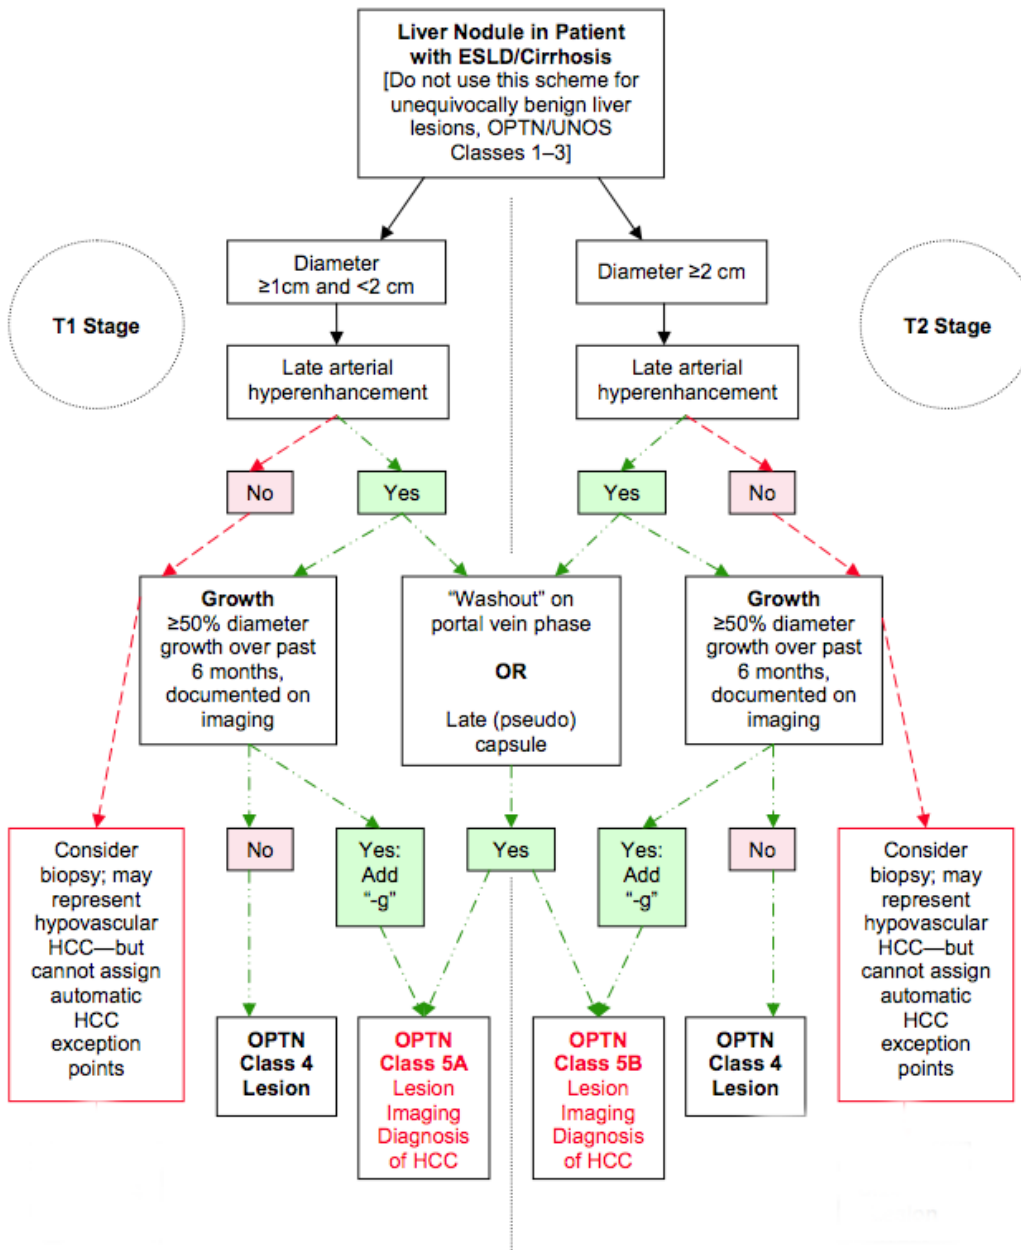 Liver Nodule in Patient
with ESLD/Cirrhosis
[Do not use this scheme for
unequivocally benign liver
lesions, OPTN/UNOS
Classes 1–3]
T1 Stage
Diameter
≥1cm and <2 cm
Diameter ≥2 cm
T2 Stage
Late arterial
hyperenhancement
Late arterial
hyperenhancement
No
Yes
Yes
No
Growth
≥50% diameter
growth over past
6 months,
documented on
imaging
“Washout” on
portal vein phase
OR
Late (pseudo)
capsule
Growth
≥50% diameter
growth over past
6 months,
documented on
imaging
Consider
biopsy; may
represent
hypovascular
HCC—but
cannot assign
automatic
HCC
exception
points
No
Yes:
Add
“-g”
Yes
Yes:
Add
“-g”
No
Consider
biopsy; may
represent
hypovascular
HCC—but
cannot assign
automatic
HCC
exception
points
OPTN
Class 4
Lesion
OPTN
Class 5A
Lesion
Imaging
Diagnosis
of HCC
OPTN
Class 5B
Lesion
Imaging
Diagnosis
of HCC
OPTN
Class 4
Lesion